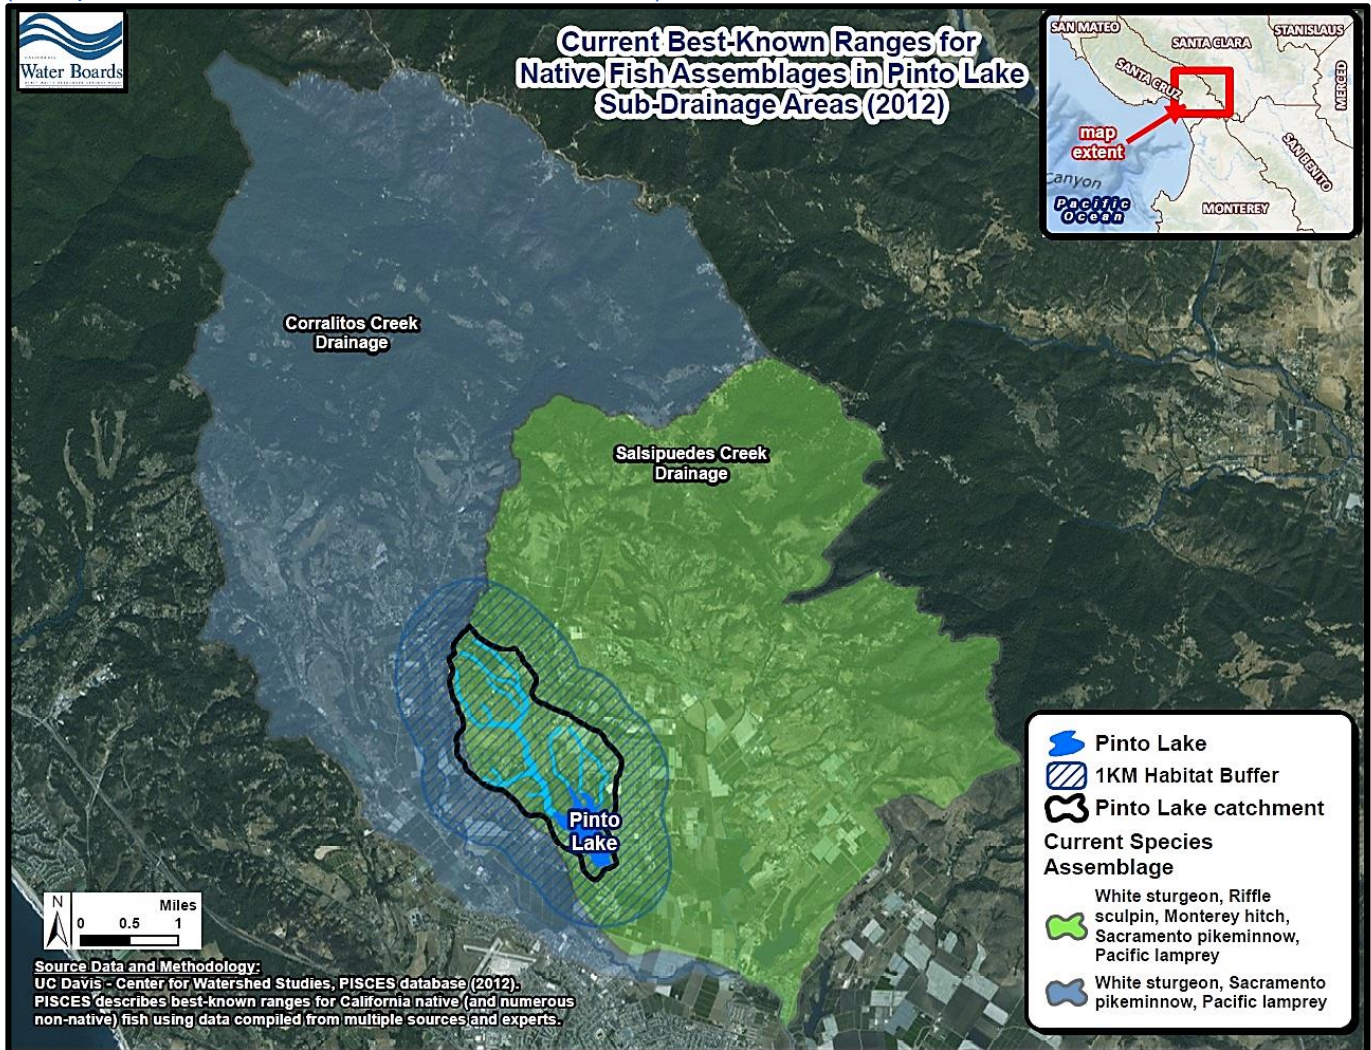 CALIFORNIA
Water Boards
Current Best-Known Ranges for
Native Fish Assemblages in Pinto Lake
Sub-Drainage Areas (2012)
SAN MATEO
STANISLAUS
SANTA CLARA
SANTA CRUZ
MERCED
map
extent
SAN BENITO
Canyon
Pacific
Ocean
MONTEREY
Corralitos Creek
Drainage
Salsipuedes Creek
Drainage
Pinto
Lake
Pinto Lake
1KM Habitat Buffer
Pinto Lake catchment
Current Species
Assemblage
White sturgeon, Riffle
sculpin, Monterey hitch,
Sacramento pikeminnow,
Pacific lamprey
White sturgeon, Sacramento
pikeminnow, Pacific lamprey
N
Miles
0 0.5 1
Source Data and Methodology:
UC Davis - Center for Watershed Studies, PISCES database (2012).
PISCES describes best-known ranges for California native (and numerous
non-native) fish using data compiled from multiple sources and experts.